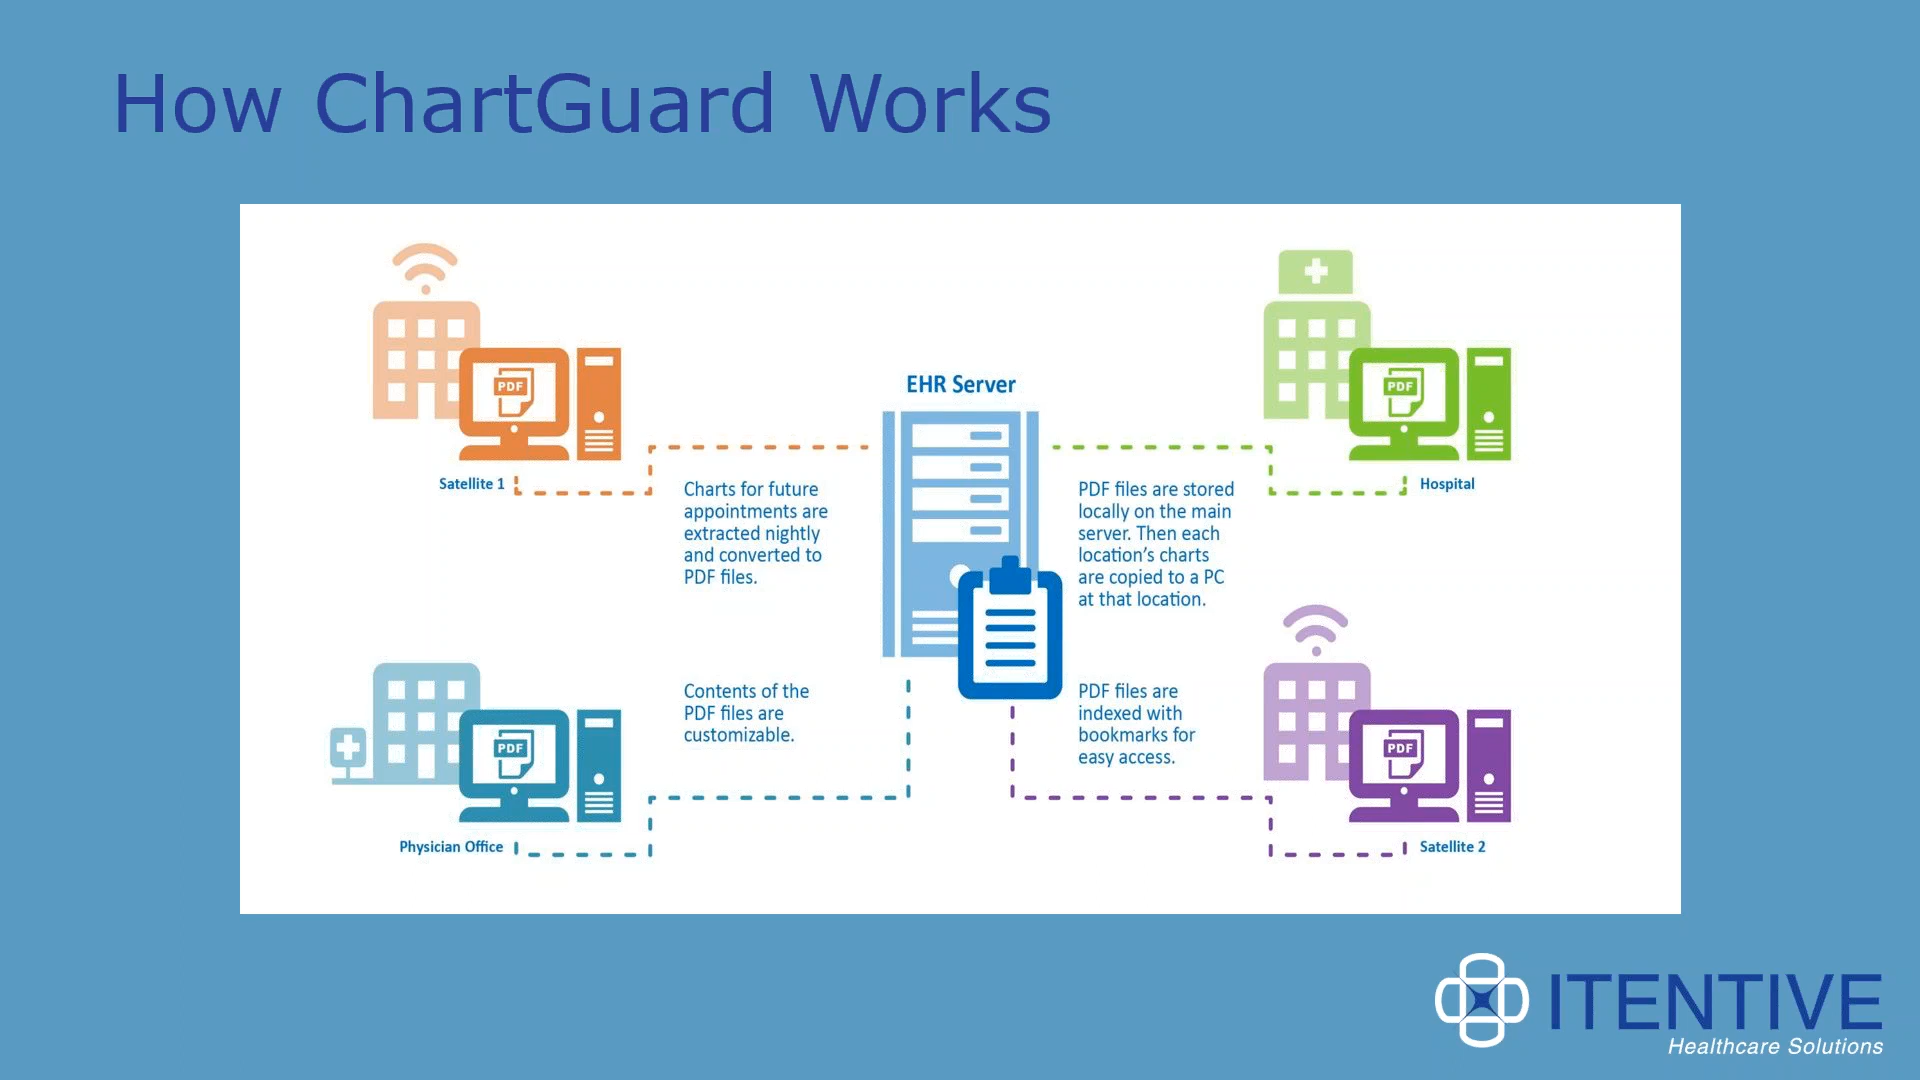 How ChartGuard Works
EHR Server
PDF
Satellite 1
Charts for future
appointments are
extracted nightly
and converted to
PDF files.
PDF files are stored
locally on the main
server. Then each
location's charts
are copied to a PC
at that location.
PDF
Hospital
PDF
Physician Office
Contents of the
PDF files are
customizable.
PDF files are
indexed with
bookmarks for
easy access.
PDF
Satellite 2
ITENTIVE
Healthcare Solutions